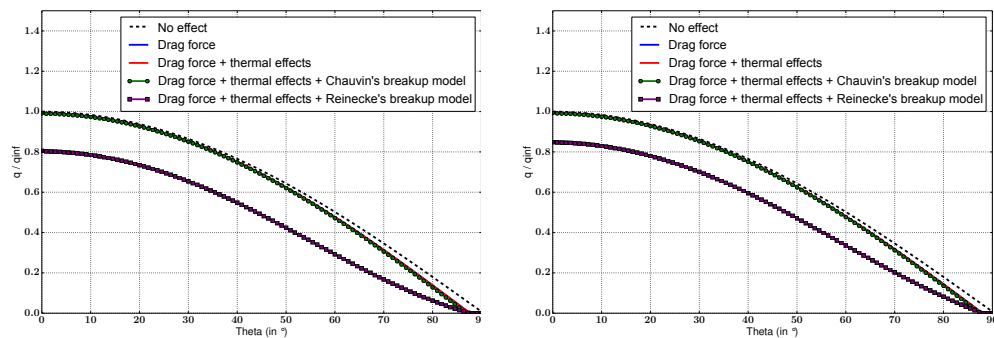 1.4
1.2
1.0
0.8
0.6
0.4
0.2
0.0
q / qinf
No effect
Drag force
Drag force + thermal effects
Drag force + thermal effects + Chauvin's breakup model
Drag force + thermal effects + Reinecke's breakup model
0 10 20 30 40 50 60 70 80 90
Theta (in °)
1.4
1.2
1.0
0.8
0.6
0.4
0.2
0.0
q / qinf
No effect
Drag force
Drag force + thermal effects
Drag force + thermal effects + Chauvin's breakup model
Drag force + thermal effects + Reinecke's breakup model
0 10 20 30 40 50 60 70 80 90
Theta (in °)